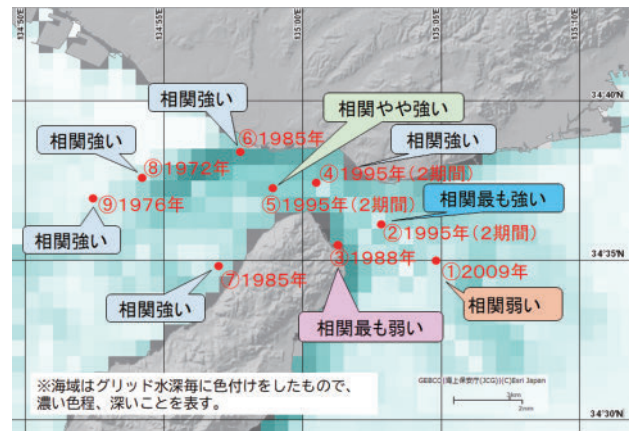 134°50'E
134°55'E
135°00'E
135°05'E
135°10'E
34°40'N
相関強い
相関やや強い
⑥1985年
相関強い
相関強い
⑧1972年
④1995年(2期間)
相関最も強い
⑨1976年
⑤1995年(2期間)
②1995年(2期間)
相関強い
34°35'N
③1988年
⑦1985年
①2009年
相関強い
相関弱い
相関最も弱い
GEBCC (海上保安庁(JCG))(C)Esri Japan
※海域はグリッド水深毎に色付けをしたもので、
濃い色程、深いことを表す。
3km
2nmi
34°30'N